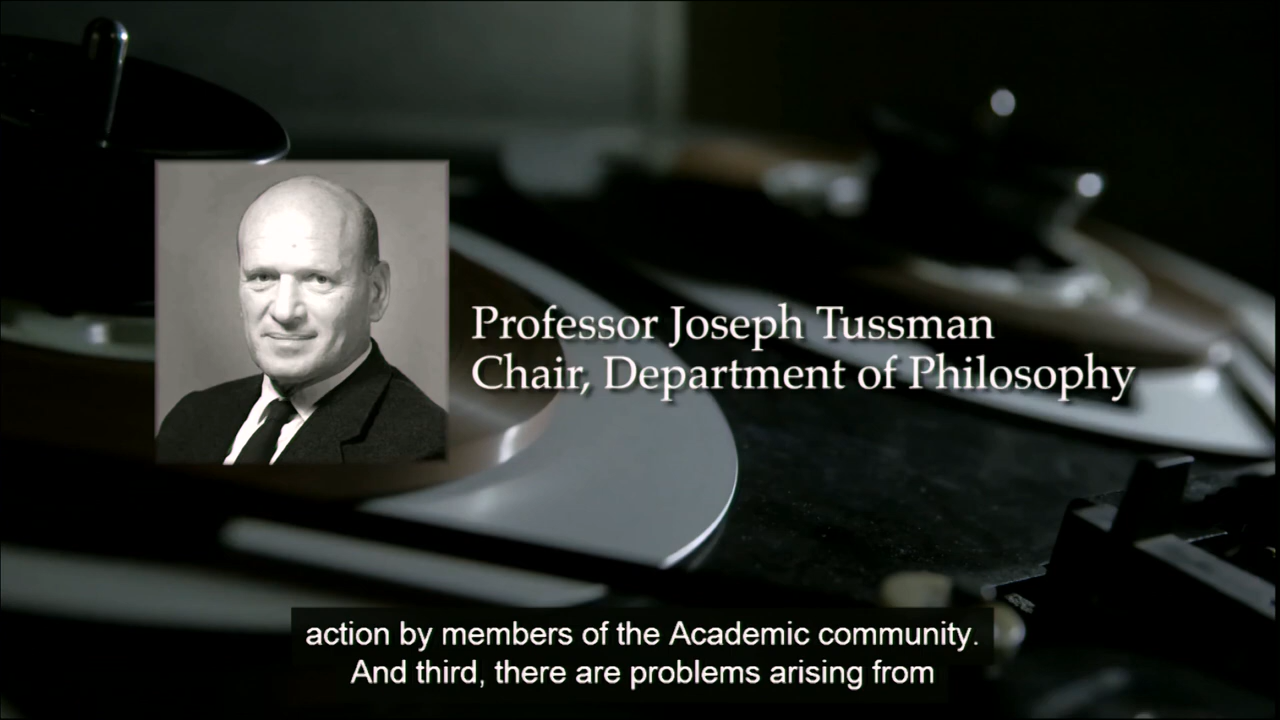 Professor Joseph Tussman
Chair, Department of Philosophy
action by members of the Academic community.
And third, there are problems arising from